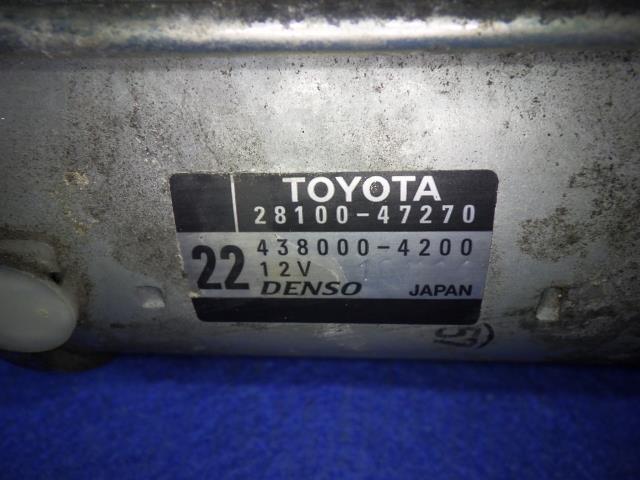 TOYOTA
28100-47270
22 438000-4200
12V
DENSO JAPAN